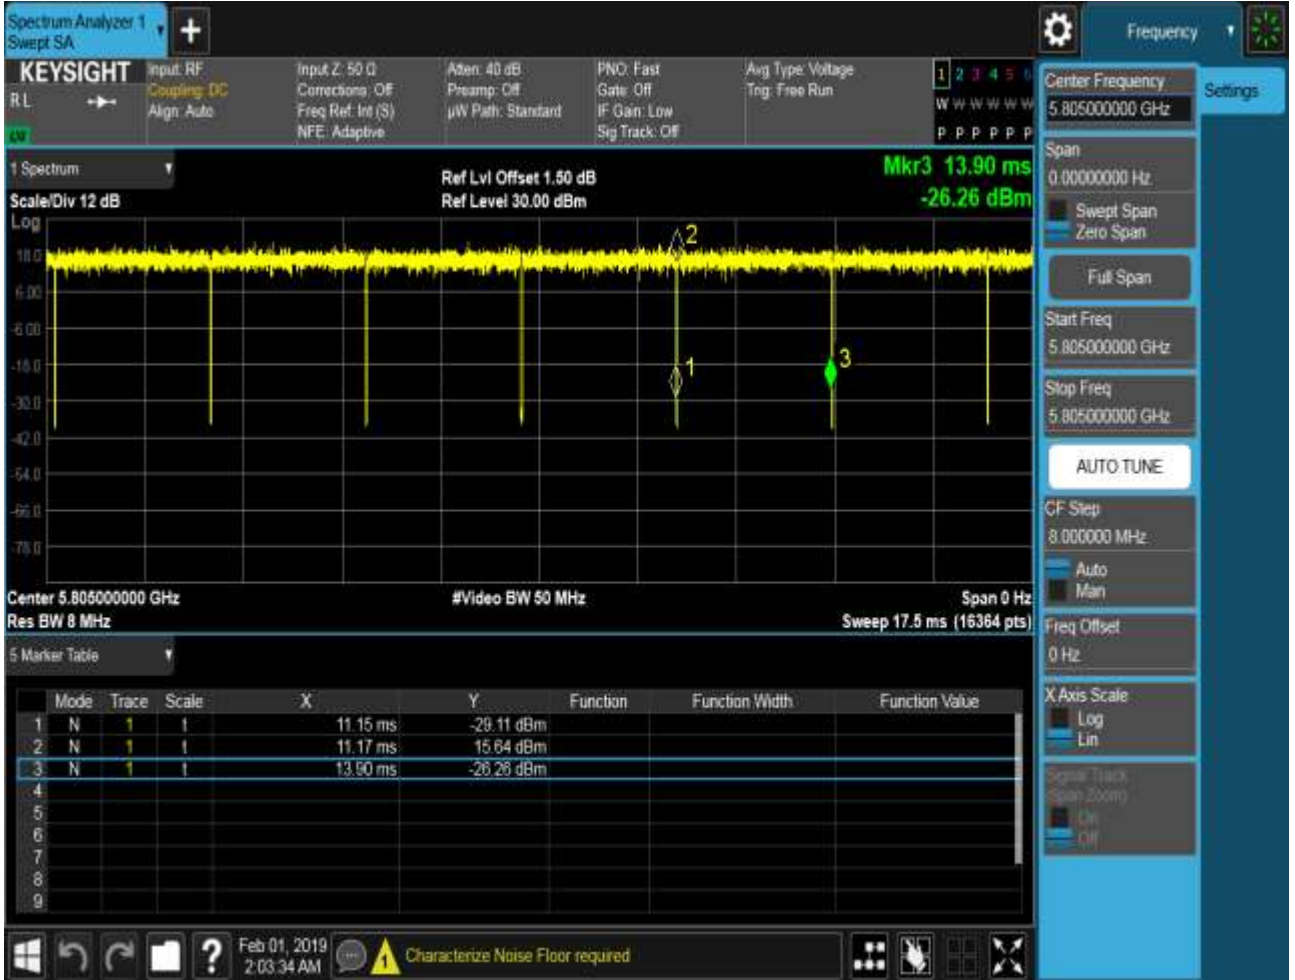 Spectrum Analyzer 1
Swept SA
+
Frequency
KEYSIGHT
RL
Input: RF
Coupling: DC
Align: Auto
Input Z: 50 Ω
Corrections: Off
Freq Ref: Int (S)
NFE: Adaptive
Atten: 40 dB
Preamp: Off
µW Path: Standard
PNO: Fast
Gate: Off
IF Gain: Low
Sig Track: Off
Avg Type: Voltage
Trig: Free Run
1 2 3 4 5 6
W W W W W W
P P P P P P
1 Spectrum
Scale/Div 12 dB
Ref Lvl Offset 1.50 dB
Ref Level 30.00 dBm
Mkr3 13.90 ms
-26.26 dBm
Log
18.0
6.00
-6.00
-18.0
-30.0
-42.0
-54.0
-66.0
-78.0
2
1
3
Center 5.805000000 GHz
#Video BW 50 MHz
Span 0 Hz
Res BW 8 MHz
Sweep 17.5 ms (16364 pts)
5 Marker Table
Mode Trace Scale X Y Function Function Width Function Value
1 N 1 t 11.15 ms -29.11 dBm
2 N 1 t 11.17 ms 15.64 dBm
3 N 1 t 13.90 ms -26.26 dBm
4
5
6
7
8
9
Feb 01, 2019
2:03:34 AM
?
1
Characterize Noise Floor required
Center Frequency
5.805000000 GHz
Settings
Span
0.00000000 Hz
Swept Span
Zero Span
Full Span
Start Freq
5.805000000 GHz
Stop Freq
5.805000000 GHz
AUTO TUNE
CF Step
8.000000 MHz
Auto
Man
Freq Offset
0 Hz
X Axis Scale
Log
Lin
Signal Track
(Span Zoom)
On
Off